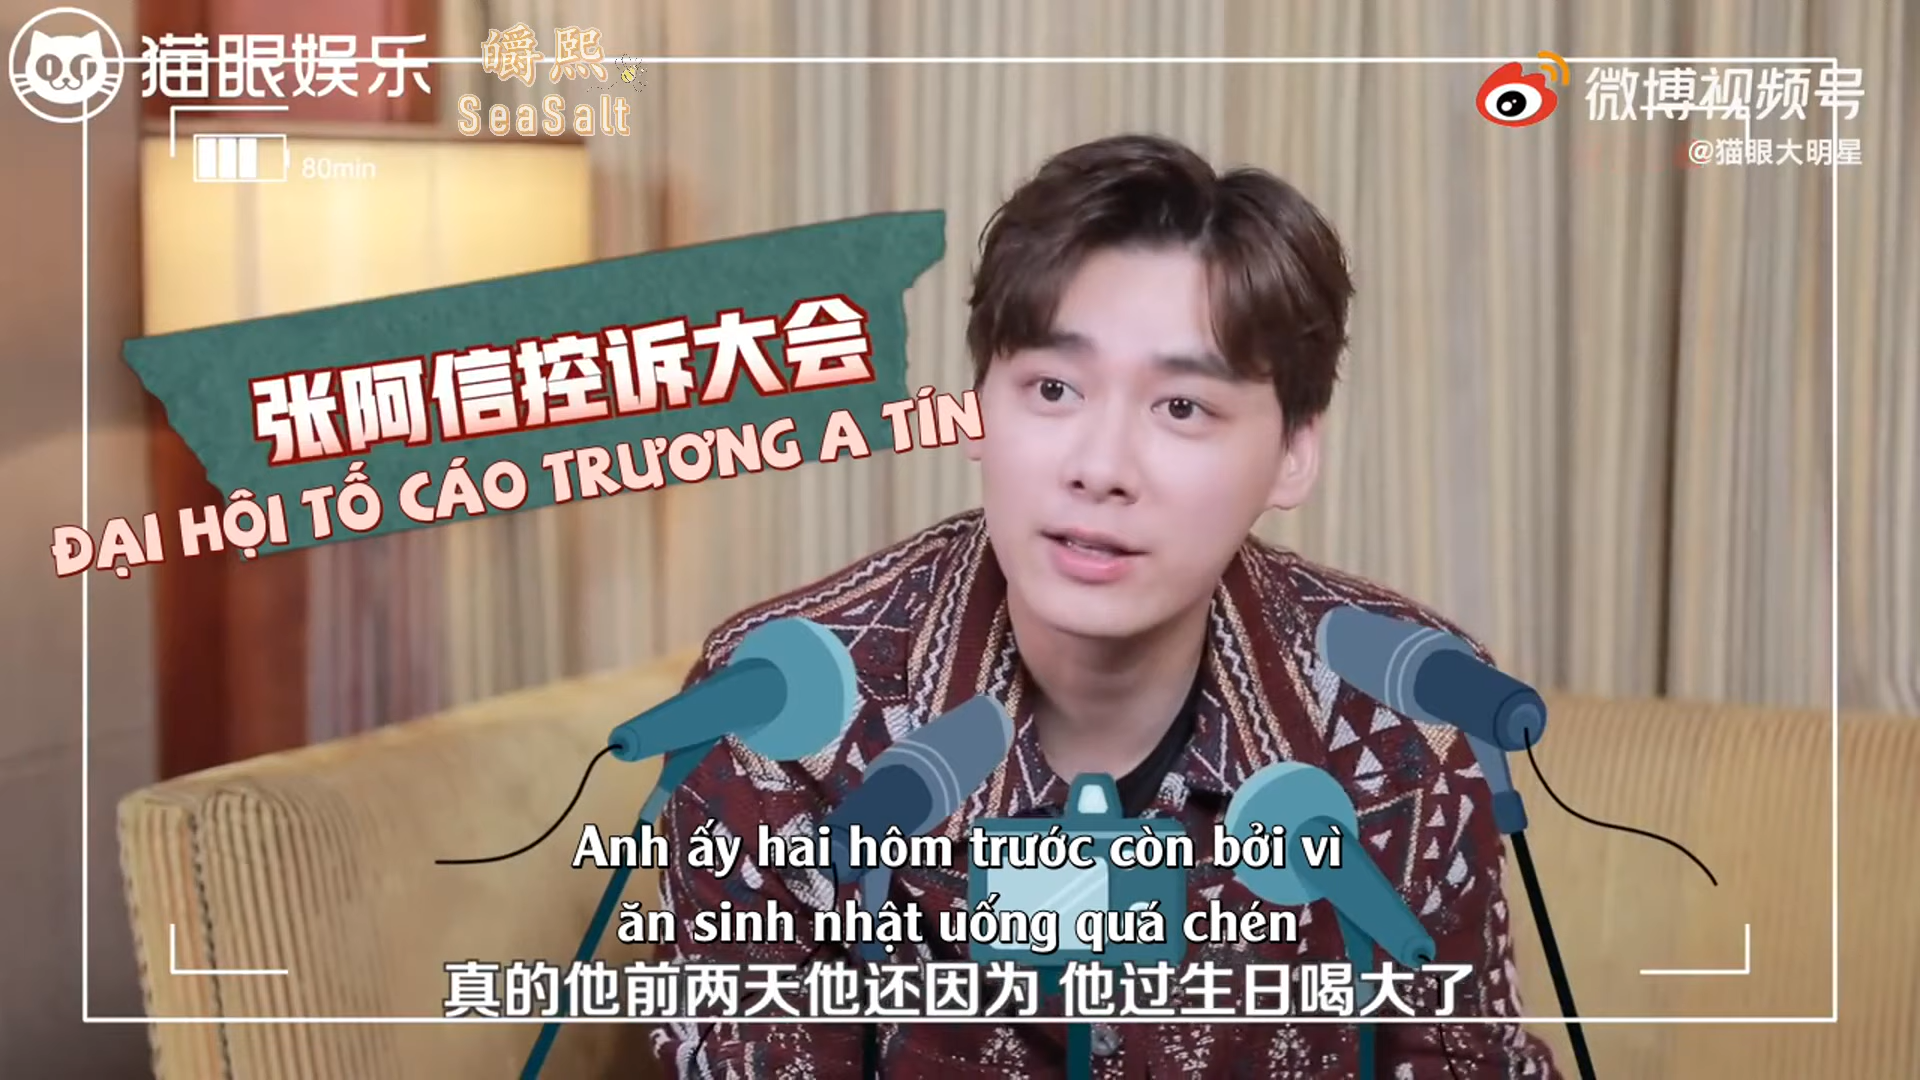 猫眼娱乐
嚼熙
SeaSalt
微博视频号
@猫眼大明星
80min
张阿信控诉大会
ĐẠI HỘI TỐ CÁO TRƯƠNG A TÍN
Anh ấy hai hôm trước còn bởi vì
ăn sinh nhật uống quá chén
真的他前两天他还因为 他过生日喝大了